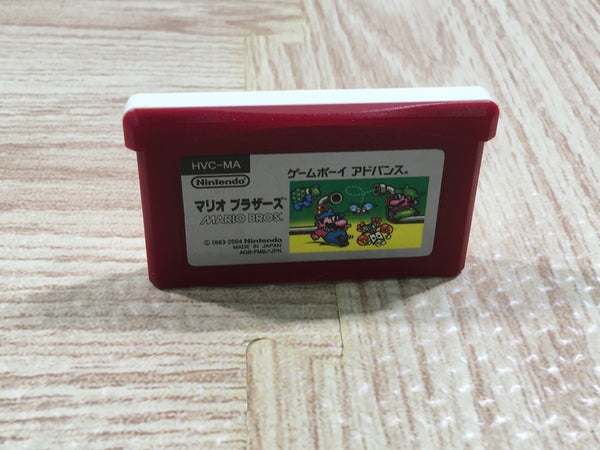 HVC-MA
Nintendo
ゲームボーイ アドバンス®
マリオ ブラザーズ
MARIO BROS.
© 1983-2004 Nintendo
MADE IN JAPAN
AGB-FMBJ-JPN